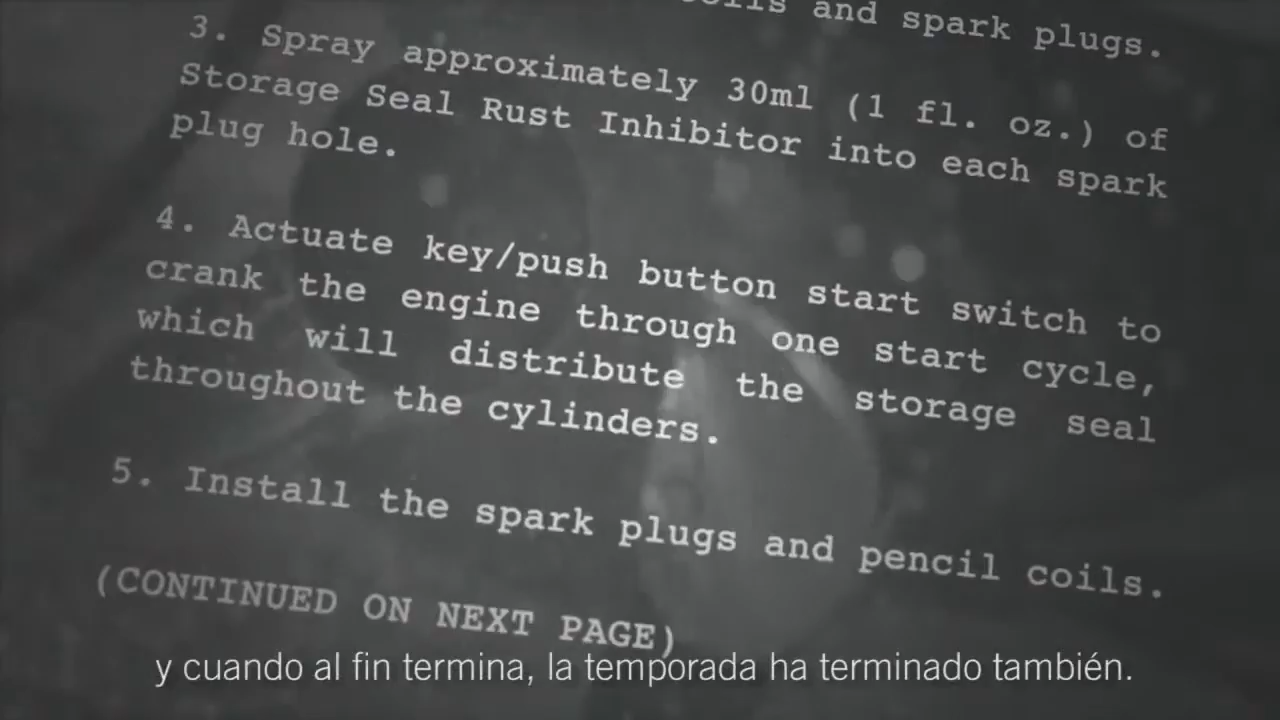 coils and spark plugs.
3. Spray approximately 30ml (1 fl. oz.) of
Storage Seal Rust Inhibitor into each spark
plug hole.
4. Actuate key/push button start switch to
crank the engine through one start cycle,
which will distribute the storage seal
throughout the cylinders.
5. Install the spark plugs and pencil coils.
(CONTINUED ON NEXT PAGE)
y cuando al fin termina, la temporada ha terminado también.